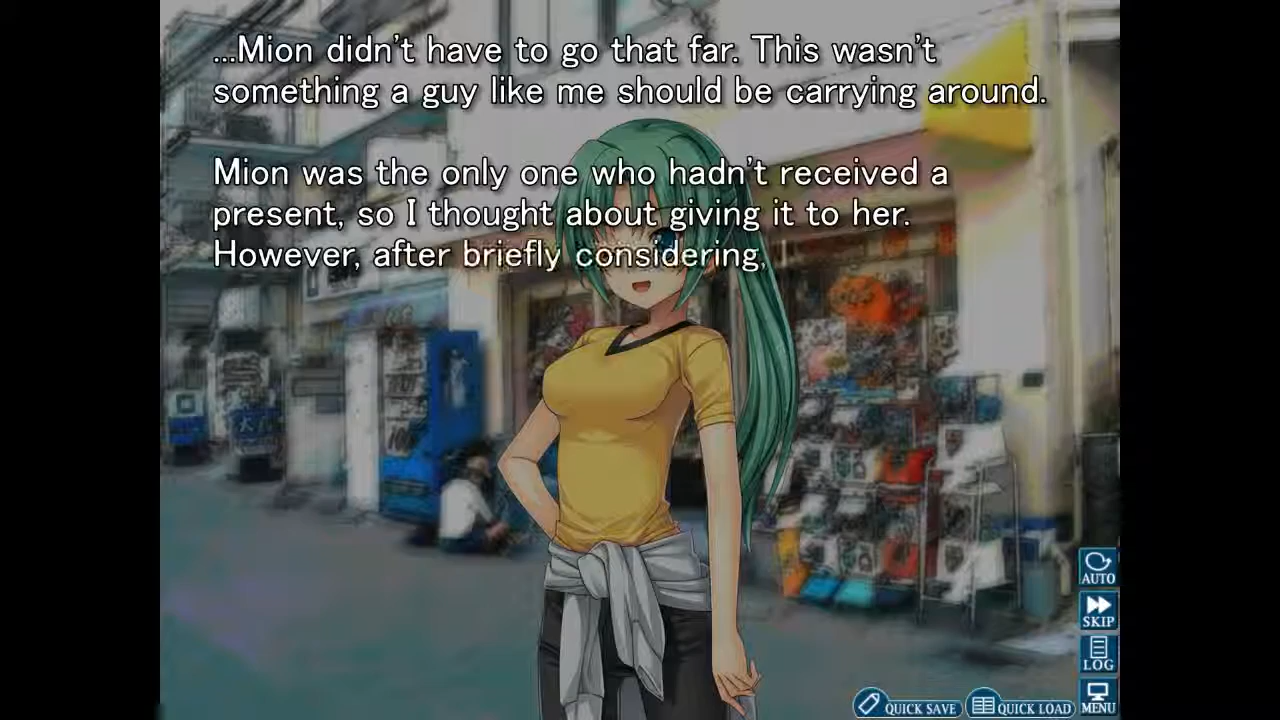 ...Mion didn't have to go that far. This wasn't
something a guy like me should be carrying around.
Mion was the only one who hadn't received a
present, so I thought about giving it to her.
However, after briefly considering,
AUTO
SKIP
LOG
MENU
QUICK SAVE
QUICK LOAD